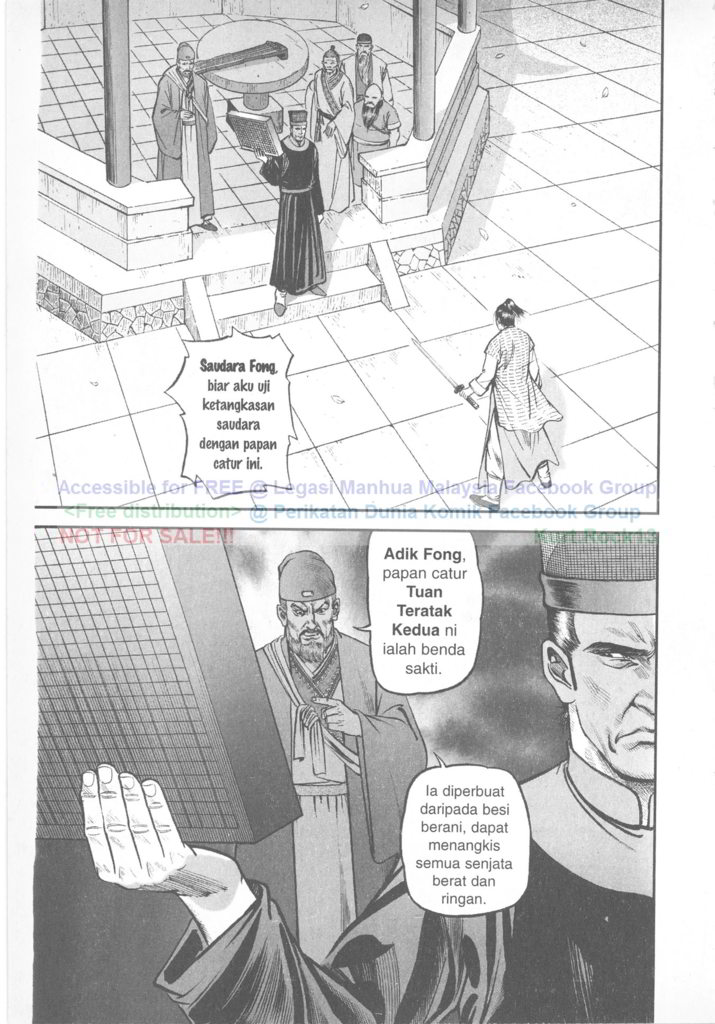 Saudara Fong,
biar aku uji
ketangkasan
saudara
dengan papan
catur ini.
Accessible for FREE @ Legasi Manhua Malaysia Facebook Group
<Free distribution> @ Perikatan Dunia Komik Facebook Group
NOT FOR SALE!!! Kurt Rock13
Adik Fong,
papan catur
Tuan
Teratak
Kedua ni
ialah benda
sakti.
Ia diperbuat
daripada besi
berani, dapat
menangkis
semua senjata
berat dan
ringan.